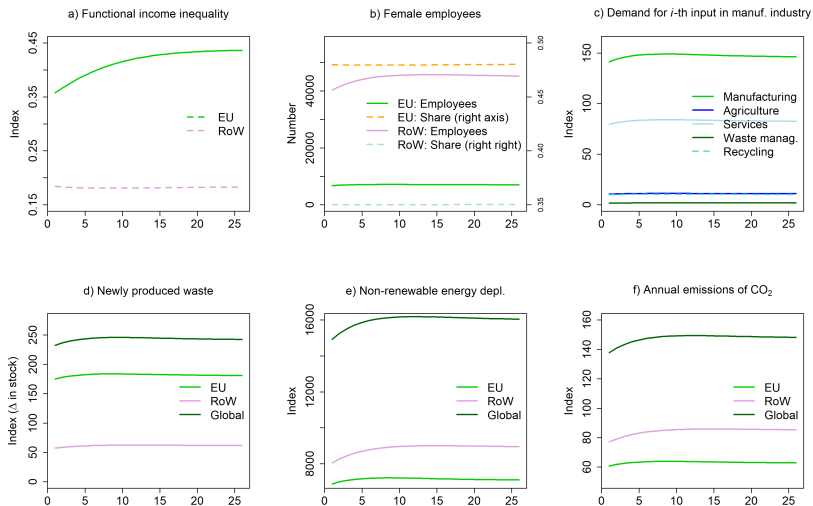 a) Functional income inequality
Index
0.15
0.25
0.35
0.45
0
5
10
15
20
25
EU
RoW
b) Female employees
Number
0
20000
40000
0.35
0.40
0.45
0.50
0
5
10
15
20
25
EU: Employees
EU: Share (right axis)
RoW: Employees
RoW: Share (right right)
c) Demand for i-th input in manuf. industry
Index
0
50
100
150
0
5
10
15
20
25
Manufacturing
Agriculture
Services
Waste manag.
Recycling
d) Newly produced waste
Index (Δ in stock)
0
50
100
150
200
250
0
5
10
15
20
25
EU
RoW
Global
e) Non-renewable energy depl.
Index
8000
12000
16000
0
5
10
15
20
25
EU
RoW
Global
f) Annual emissions of CO₂
Index
60
80
100
120
140
160
0
5
10
15
20
25
EU
RoW
Global